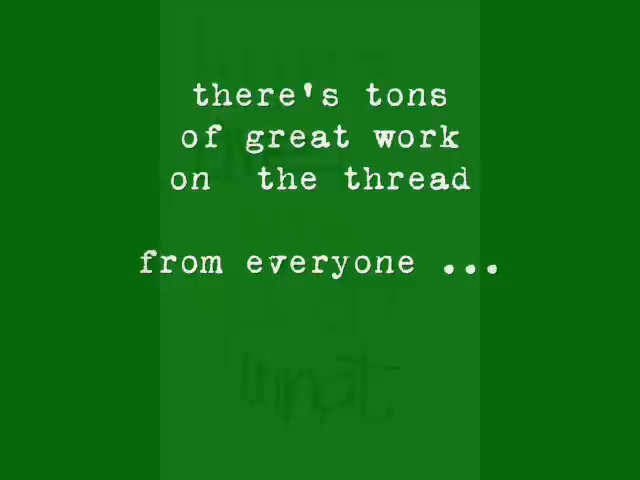 there's tons
of great work
on the thread
from everyone ...